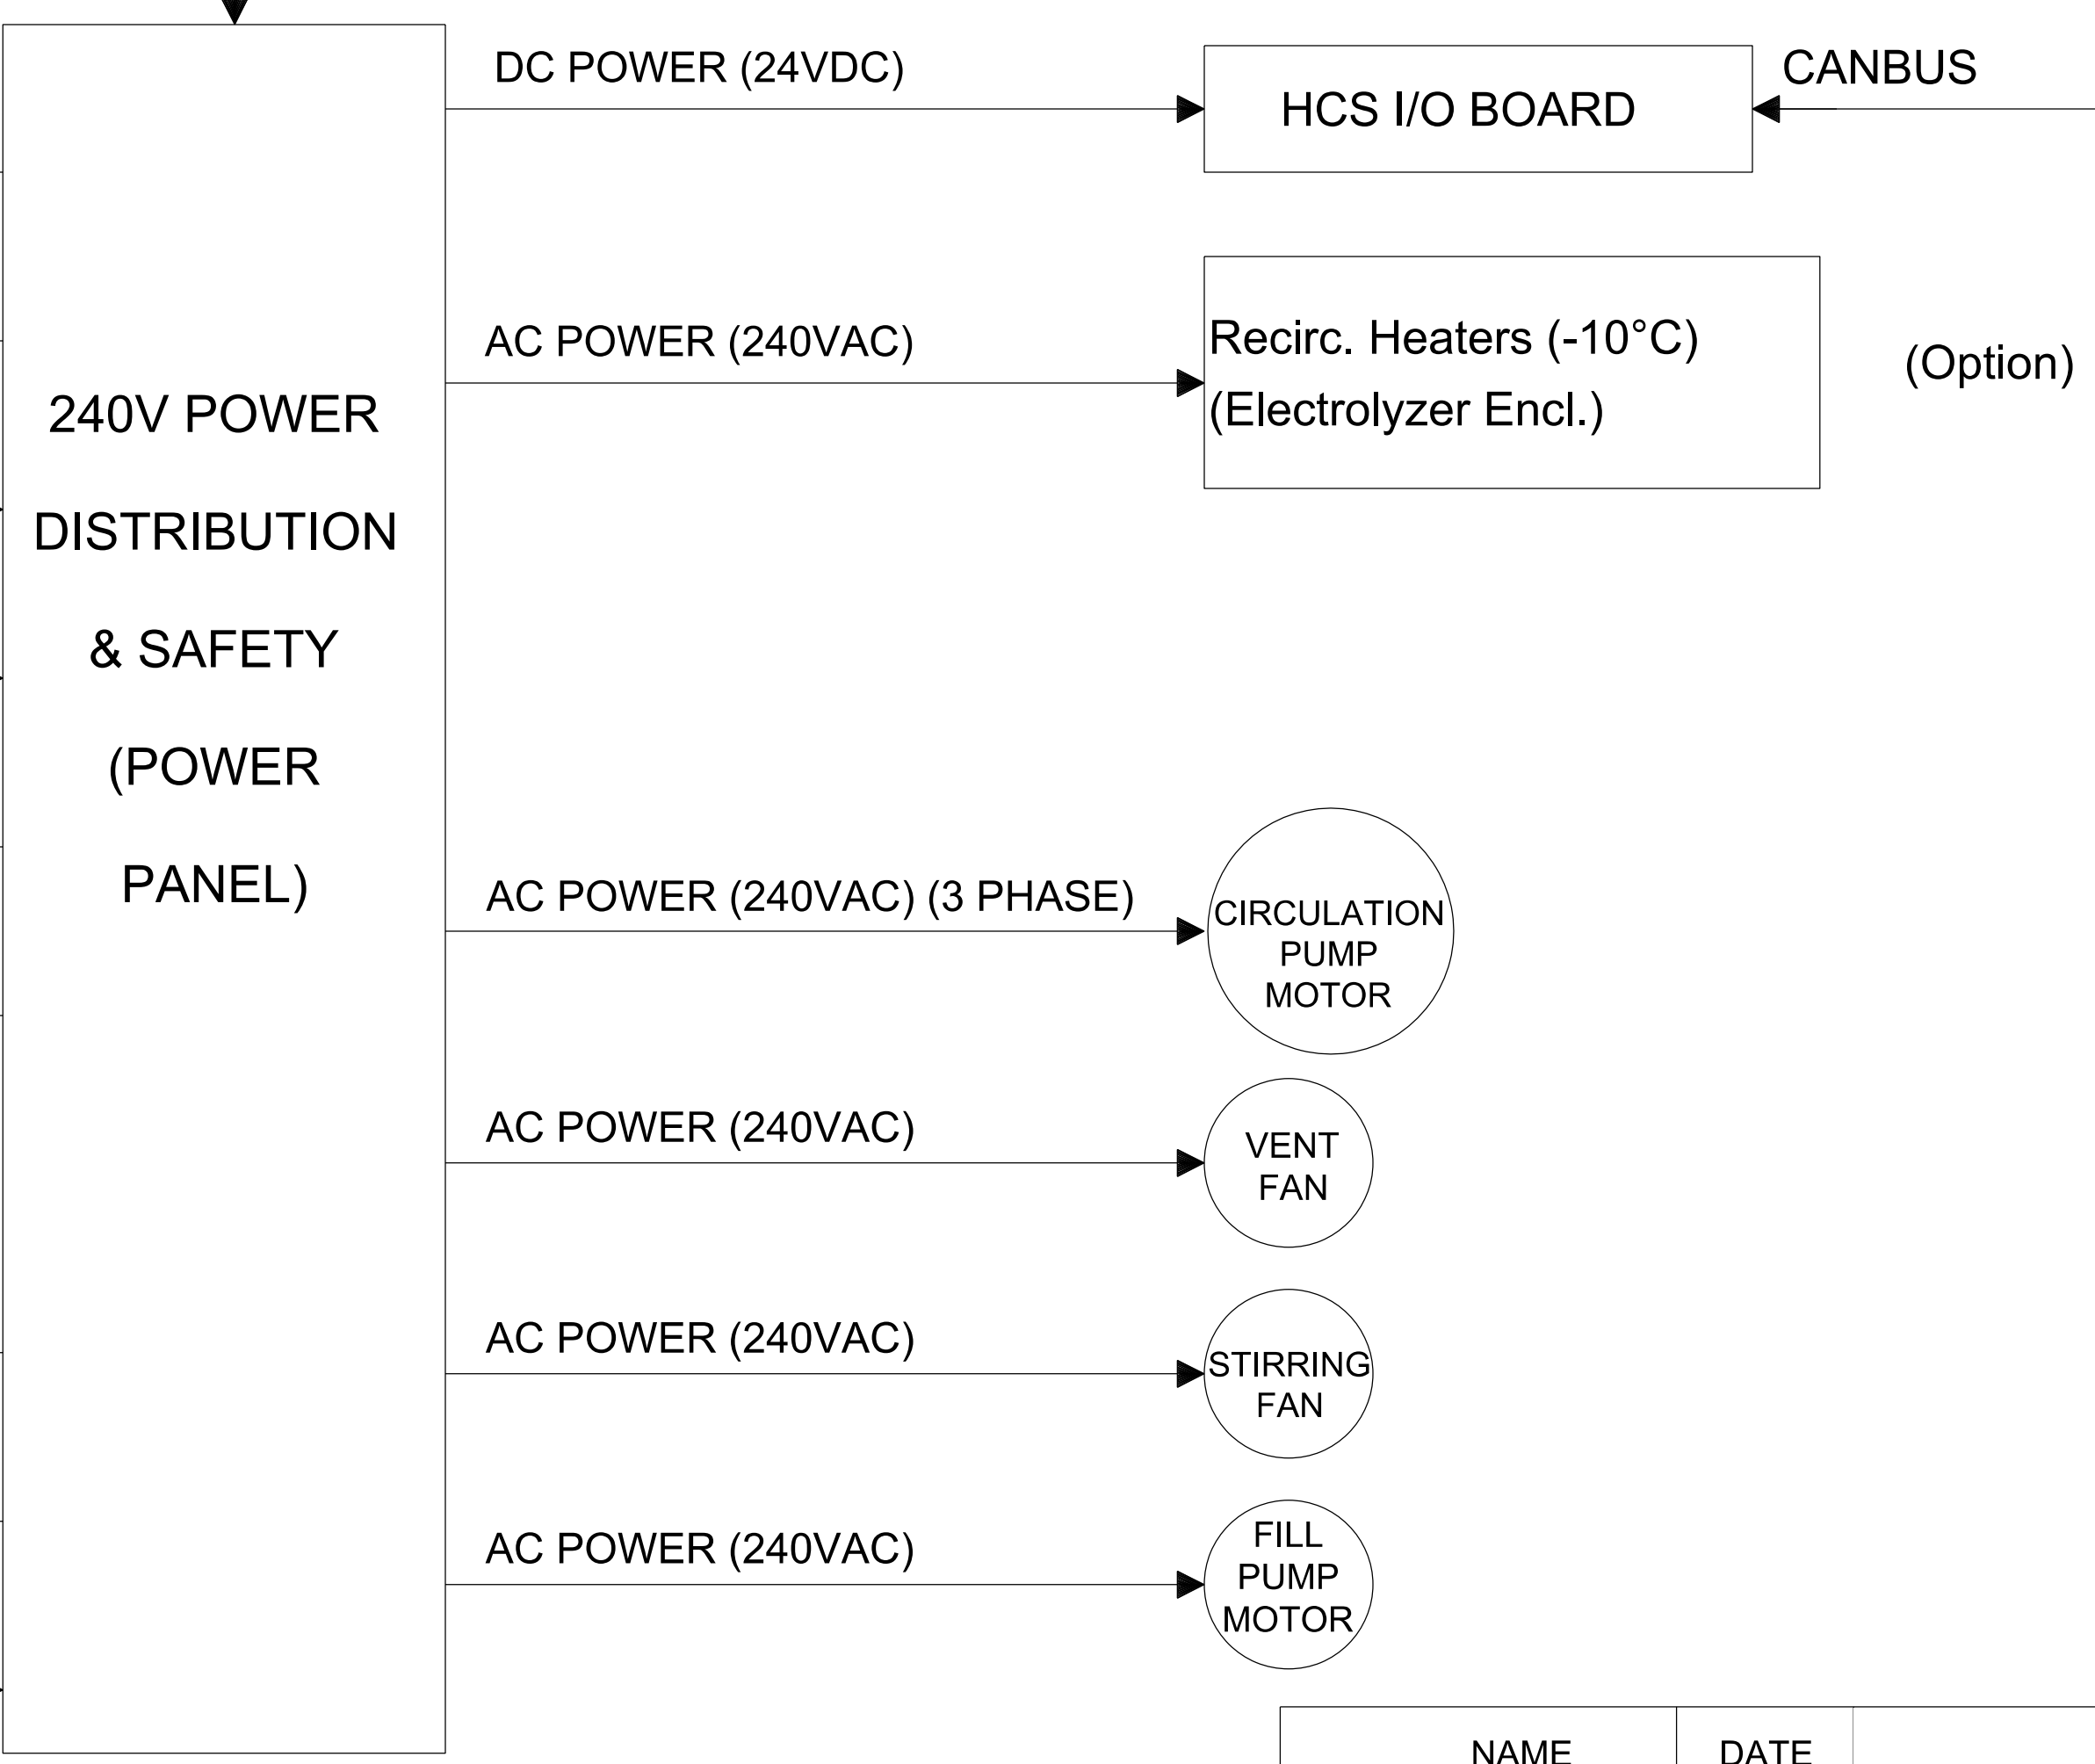 DC POWER (24VDC)
HCS I/O BOARD
CANBUS
AC POWER (240VAC)
Recirc. Heaters (-10°C)
(Electrolyzer Encl.)
(Option)
240V POWER
DISTRIBUTION
& SAFETY
(POWER
PANEL)
AC POWER (240VAC) (3 PHASE)
CIRCULATION
PUMP
MOTOR
AC POWER (240VAC)
VENT
FAN
AC POWER (240VAC)
STIRRING
FAN
AC POWER (240VAC)
FILL
PUMP
MOTOR
NAME
DATE